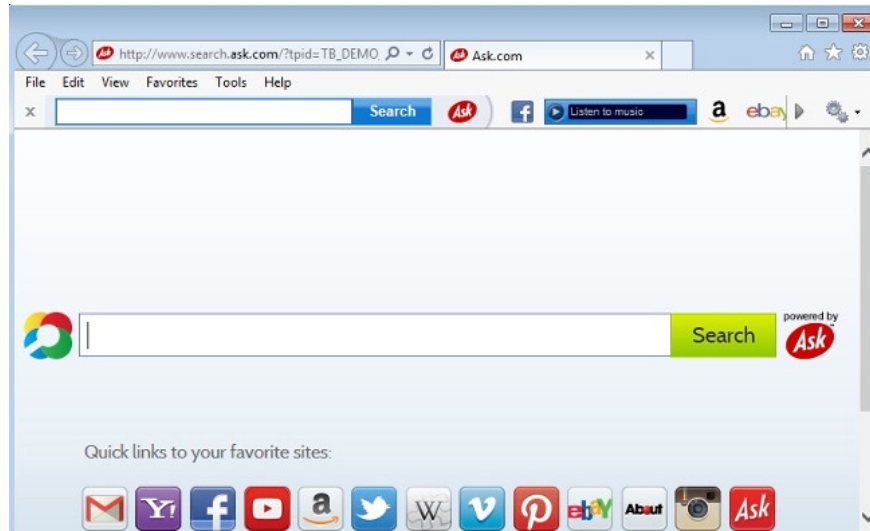 http://www.search.ask.com/?tpid=TB_DEMO
Ask.com
File Edit View Favorites Tools Help
x Search Ask f Listen to music a ebay
Search
powered by
Ask
Quick links to your favorite sites:
M Y! f a W v P ebay About Ask